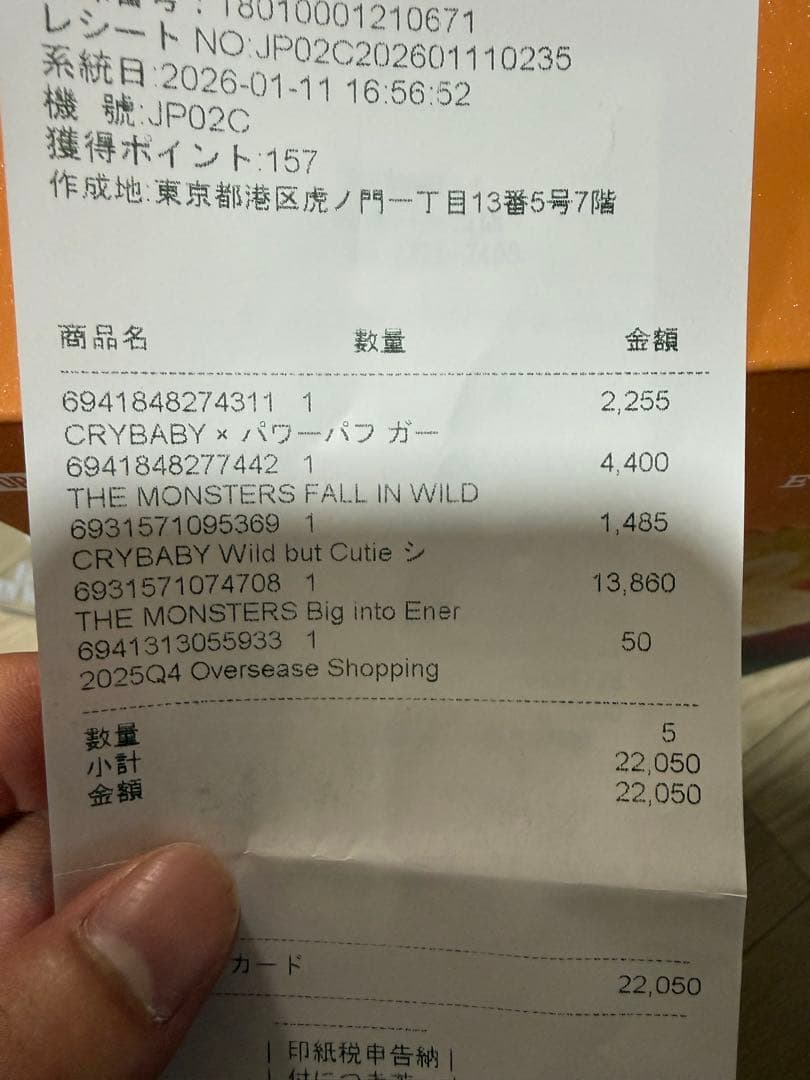 番号:18010001210671
レシート NO:JP02C202601110235
系統日:2026-01-11 16:56:52
機 號:JP02C
獲得ポイント:157
作成地:東京都港区虎ノ門一丁目13番5号7階
商品名 数量 金額
6941848274311 1 2,255
CRYBABY × パワーパフ ガー
6941848277442 1 4,400
THE MONSTERS FALL IN WILD
6931571095369 1 1,485
CRYBABY Wild but Cutie シ
6931571074708 1 13,860
THE MONSTERS Big into Ener
6941313055933 1 50
2025Q4 Oversease Shopping
数量 5
小計 22,050
金額 22,050
カード 22,050
| 印紙税申告納 |